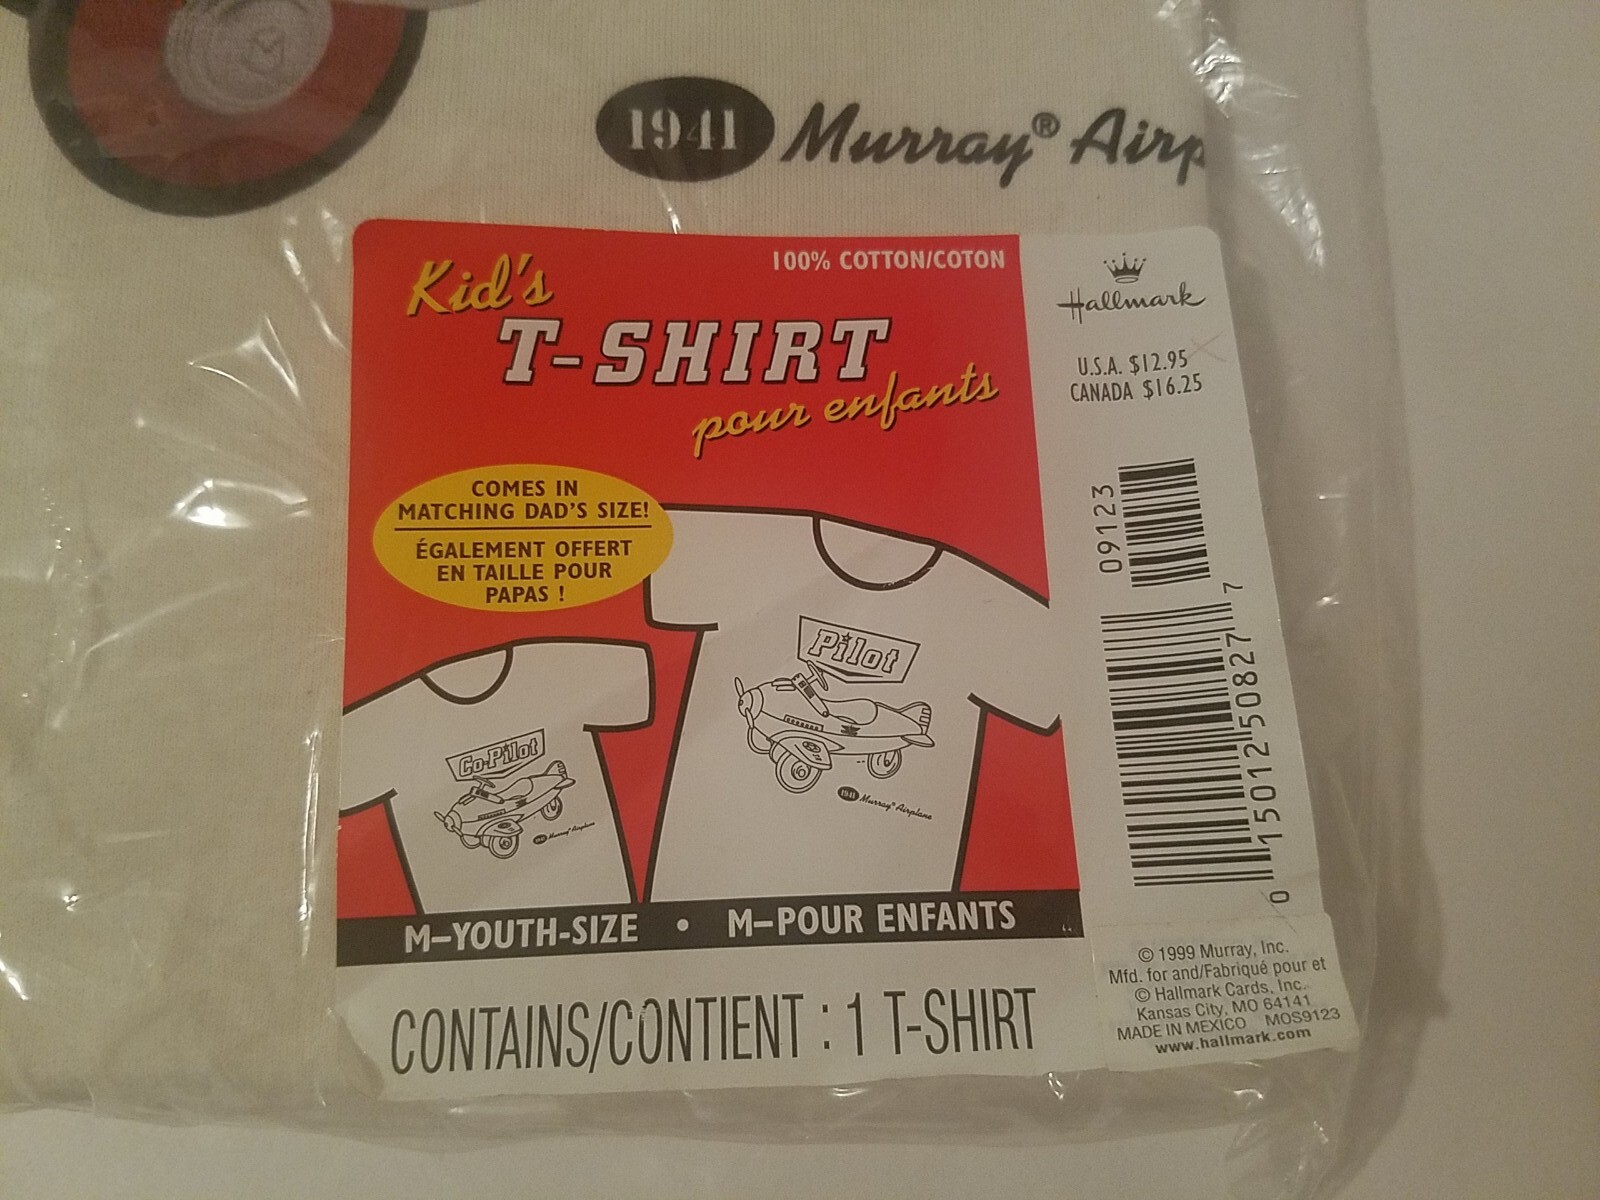 1941 Murray® Airp
Kid's
T-SHIRT
pour enfants
100% COTTON/COTON
COMES IN
MATCHING DAD'S SIZE!
ÉGALEMENT OFFERT
EN TAILLE POUR
PAPAS !
Pilot
1941 Murray® Airplane
Co-Pilot
1941 Murray® Airplane
M–YOUTH-SIZE • M–POUR ENFANTS
CONTAINS/CONTIENT : 1 T-SHIRT
Hallmark
U.S.A. $12.95
CANADA $16.25
09123
0 15012 50827 7
© 1999 Murray, Inc.
Mfd. for and/Fabriqué pour et
© Hallmark Cards, Inc.
Kansas City, MO 64141
MADE IN MEXICO MOS9123
www.hallmark.com